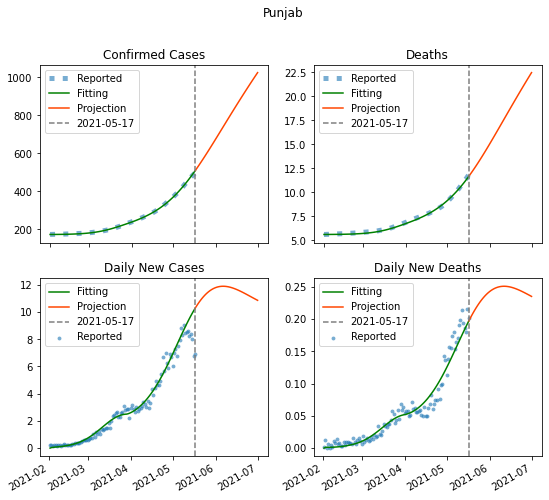 Punjab
Confirmed Cases
Reported
Fitting
Projection
2021-05-17
1000
800
600
400
200
Deaths
Reported
Fitting
Projection
2021-05-17
22.5
20.0
17.5
15.0
12.5
10.0
7.5
5.0
Daily New Cases
Fitting
Projection
2021-05-17
Reported
12
10
8
6
4
2
0
2021-02
2021-03
2021-04
2021-05
2021-06
2021-07
Daily New Deaths
Fitting
Projection
2021-05-17
Reported
0.25
0.20
0.15
0.10
0.05
0.00
2021-02
2021-03
2021-04
2021-05
2021-06
2021-07